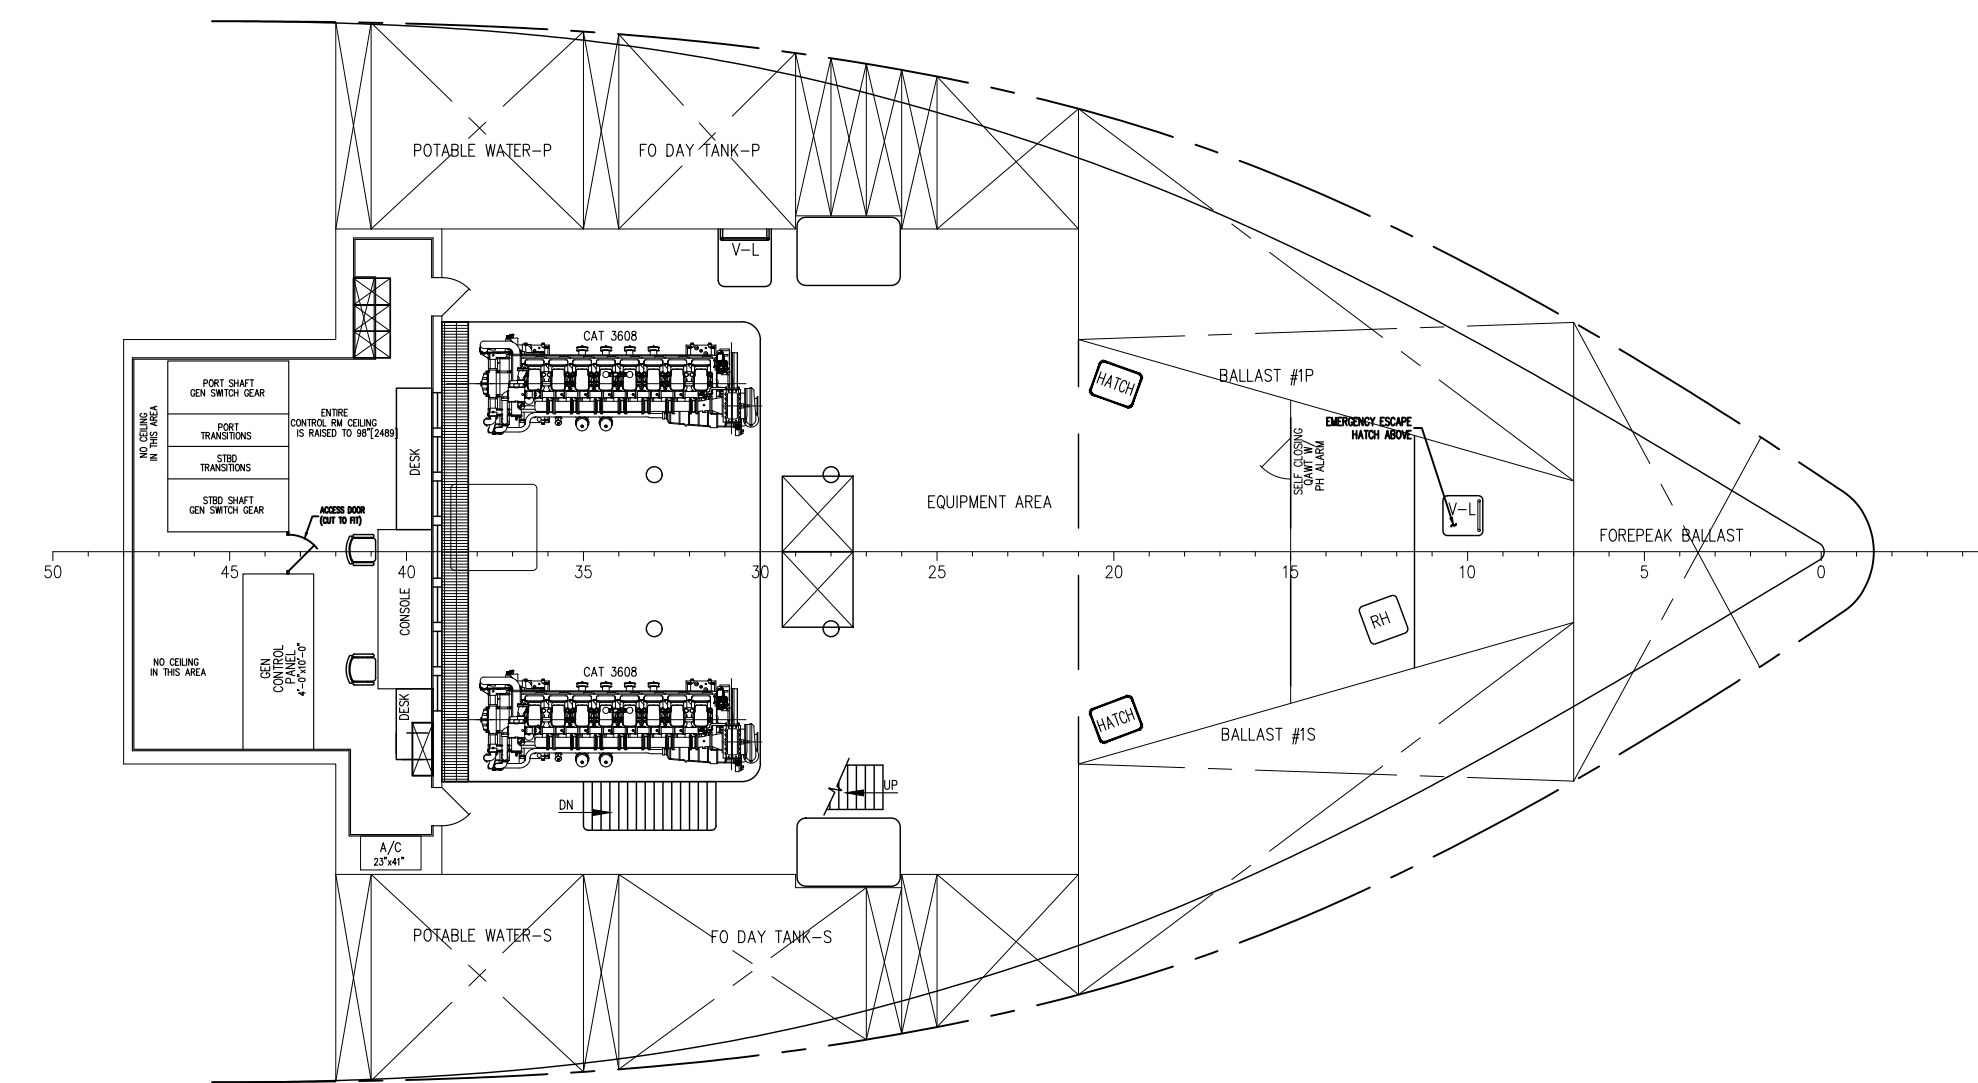 POTABLE WATER-P
FO DAY TANK-P
V-L
CAT 3608
HATCH
BALLAST #1P
PORT SHAFT
GEN SWITCH GEAR
PORT
TRANSITIONS
STBD
TRANSITIONS
STBD SHAFT
GEN SWITCH GEAR
NO CEILING
IN THIS AREA
ENTIRE
CONTROL RM CEILING
IS RAISED TO 98"[2489]
DESK
ACCESS DOOR
(CUT TO FIT)
EQUIPMENT AREA
SELF CLOSING
QAWT W/
PH ALARM
EMERGENCY ESCAPE
HATCH ABOVE
V-L
FOREPEAK BALLAST
50
45
40
35
30
25
20
15
10
5
0
CONSOLE
RH
NO CEILING
IN THIS AREA
GEN
CONTROL
PANEL
4'-0"x10'-0"
DESK
CAT 3608
HATCH
BALLAST #1S
DN
UP
A/C
23"x41"
POTABLE WATER-S
FO DAY TANK-S